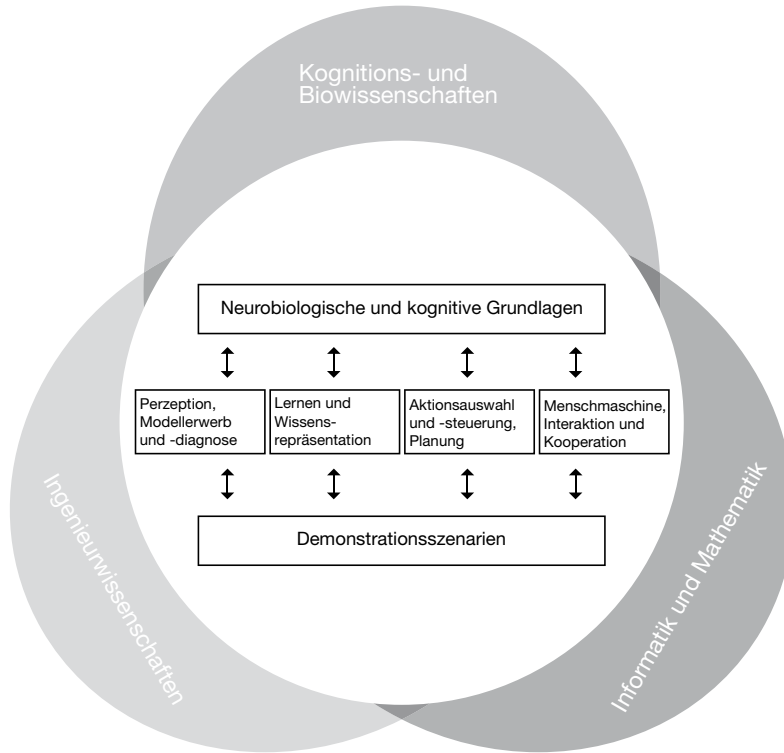 Kognitions- und
Biowissenschaften
Neurobiologische und kognitive Grundlagen
Perzeption,
Modellerwerb
und -diagnose
Lernen und
Wissens-
repräsentation
Aktionsauswahl
und -steuerung,
Planung
Menschmaschine,
Interaktion und
Kooperation
Demonstrationsszenarien
Ingenieurwissenschaften
Informatik und Mathematik